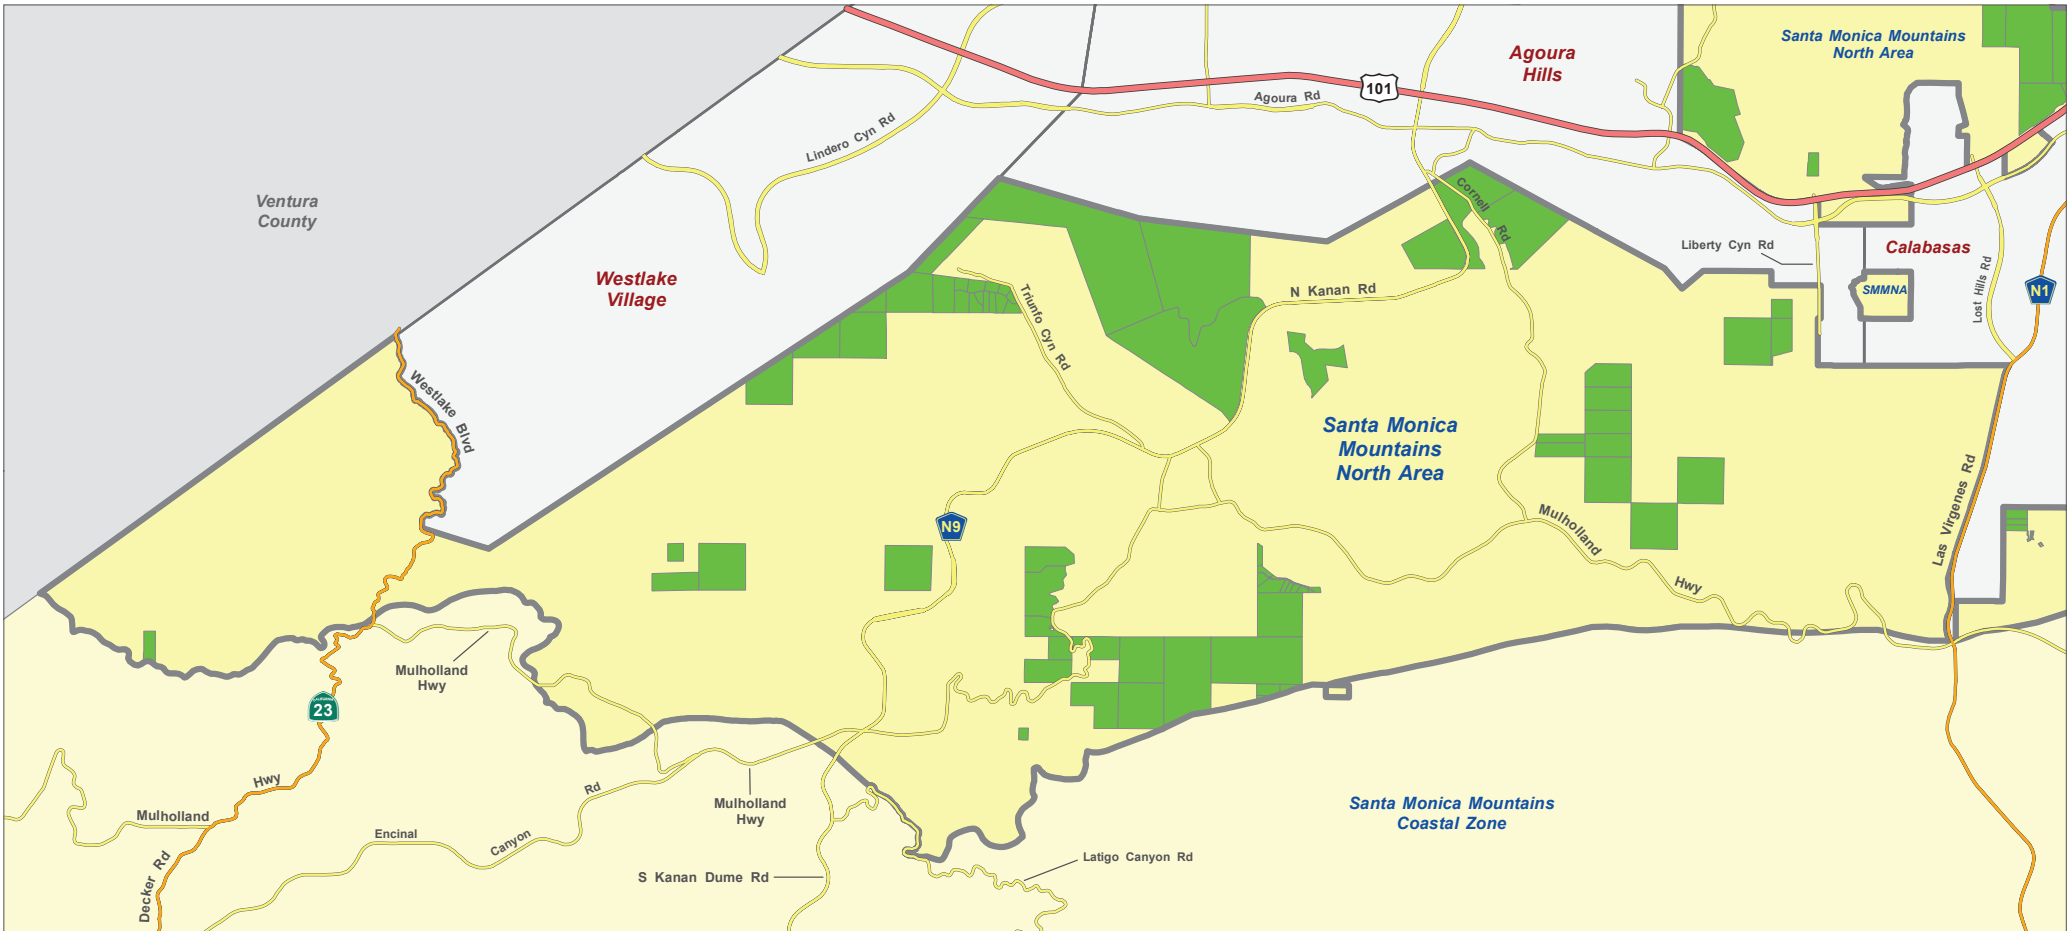 Santa Monica Mountains
North Area
Agoura
Hills
101
Agoura Rd
Lindero Cyn Rd
Ventura
County
Cornell Rd
Westlake
Village
Liberty Cyn Rd
Calabasas
SMMNA
Lost Hills Rd
N1
N Kanan Rd
Triunfo Cyn Rd
Westlake Blvd
Santa Monica
Mountains
North Area
Las Virgenes Rd
N9
Mulholland Hwy
Mulholland
Hwy
CALIFORNIA
23
Hwy
Rd
Mulholland
Mulholland
Hwy
Santa Monica Mountains
Coastal Zone
Encinal
Canyon
Decker Rd
S Kanan Dume Rd
Latigo Canyon Rd